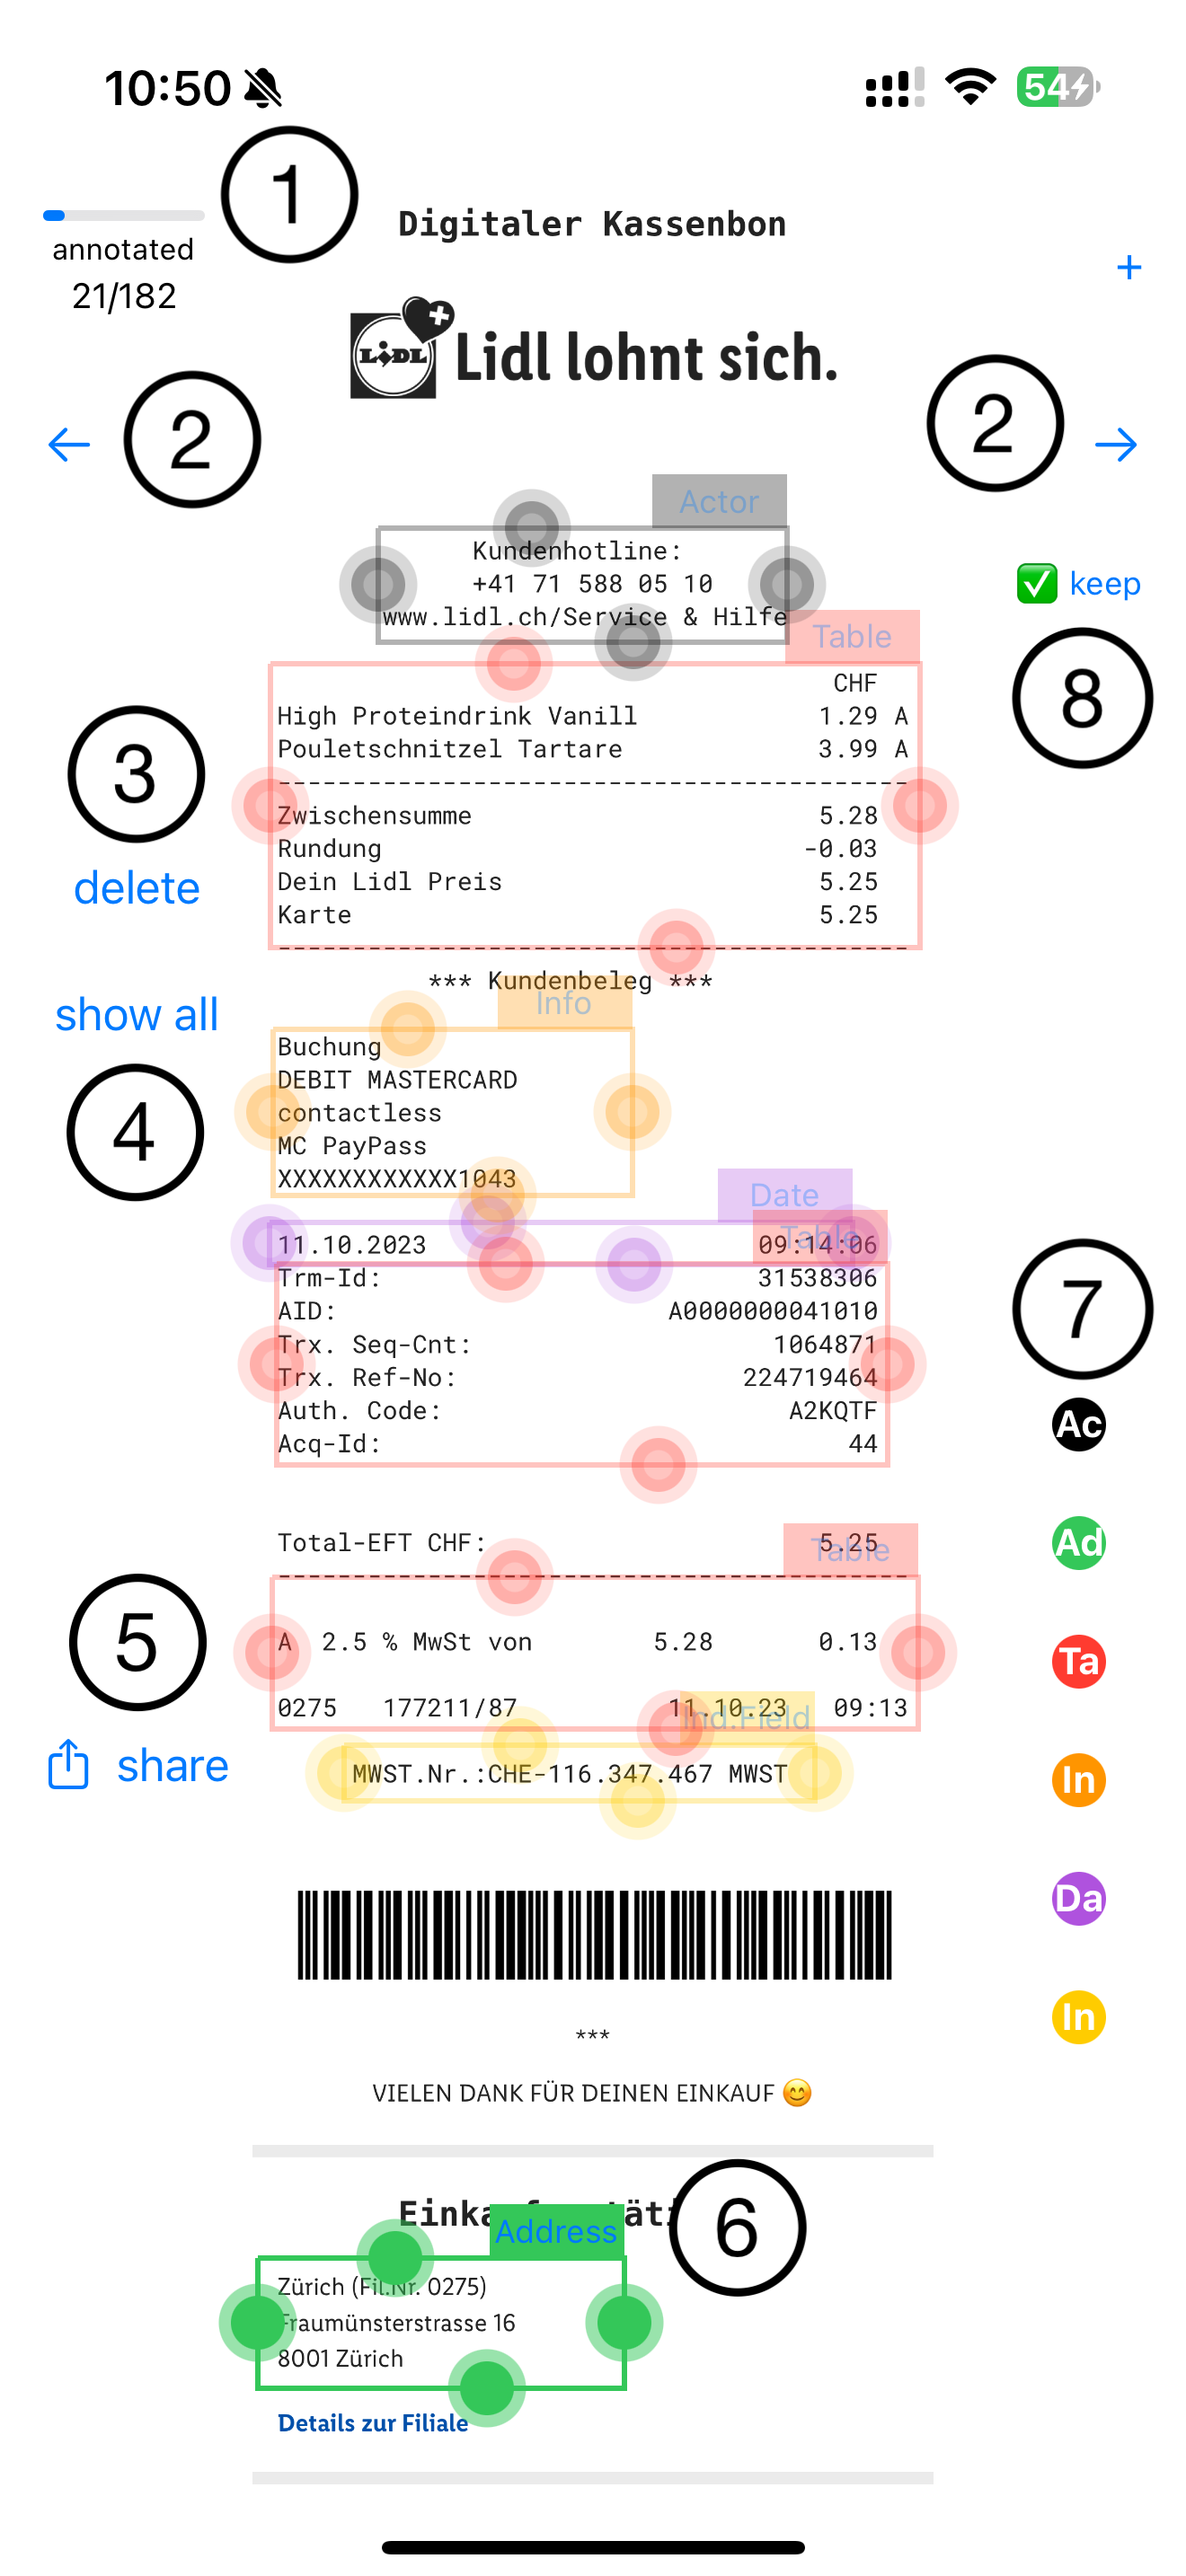 10:50
54
1
Digitaler Kassenbon
annotated
21/182
+
LIDL
Lidl lohnt sich.
2
2
Actor
Kundenhotline:
+41 71 588 05 10
keep
www.lidl.ch/Service & Hilfe
Table
8
CHF
High Proteindrink Vanill 1.29 A
Pouletschnitzel Tartare 3.99 A
3
----------------------------------------
Zwischensumme 5.28
Rundung -0.03
delete
Dein Lidl Preis 5.25
Karte 5.25
----------------------------------------
*** Kundenbeleg ***
Info
show all
Buchung
DEBIT MASTERCARD
contactless
4
MC PayPass
XXXXXXXXXXXX1043
Date
Table
11.10.2023 09:14:06
Trm-Id: 31538306
AID: A0000000041010
7
Trx. Seq-Cnt: 1064871
Trx. Ref-No: 224719464
Auth. Code: A2KQTF
Ac
Acq-Id: 44
Total-EFT CHF: 5.25
Table
Ad
----------------------------------------
5
A 2.5 % MwSt von 5.28 0.13
Ta
0275 177211/87 11.10.23 09:13
Ind.Field
share
MWST.Nr.:CHE-116.347.467 MWST
In
Da
In
***
VIELEN DANK FÜR DEINEN EINKAUF 😊
6
Address
Zürich (Fil.Nr. 0275)
Fraumünsterstrasse 16
8001 Zürich
Details zur Filiale